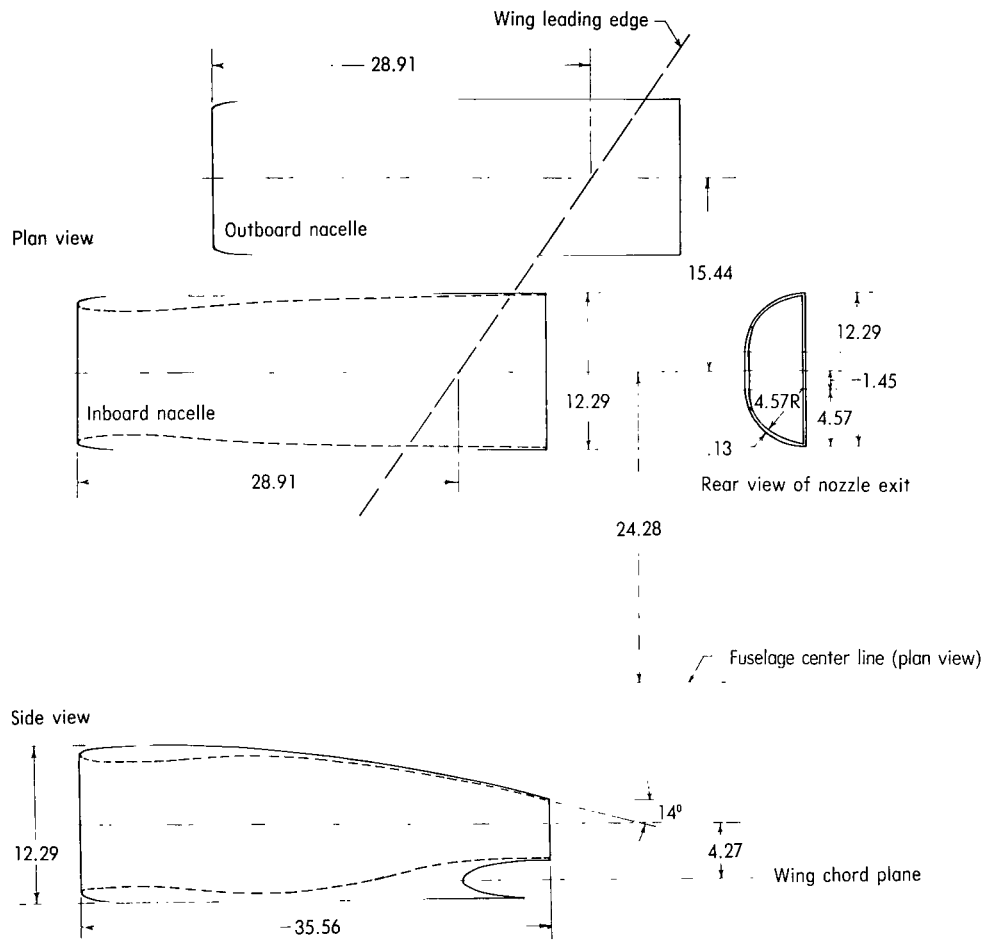 Wing leading edge
28.91
Outboard nacelle
Plan view
15.44
12.29
-1.45
Inboard nacelle
12.29
4.57R
4.57
.13
28.91
Rear view of nozzle exit
24.28
Fuselage center line (plan view)
Side view
14⁰
12.29
4.27
Wing chord plane
35.56